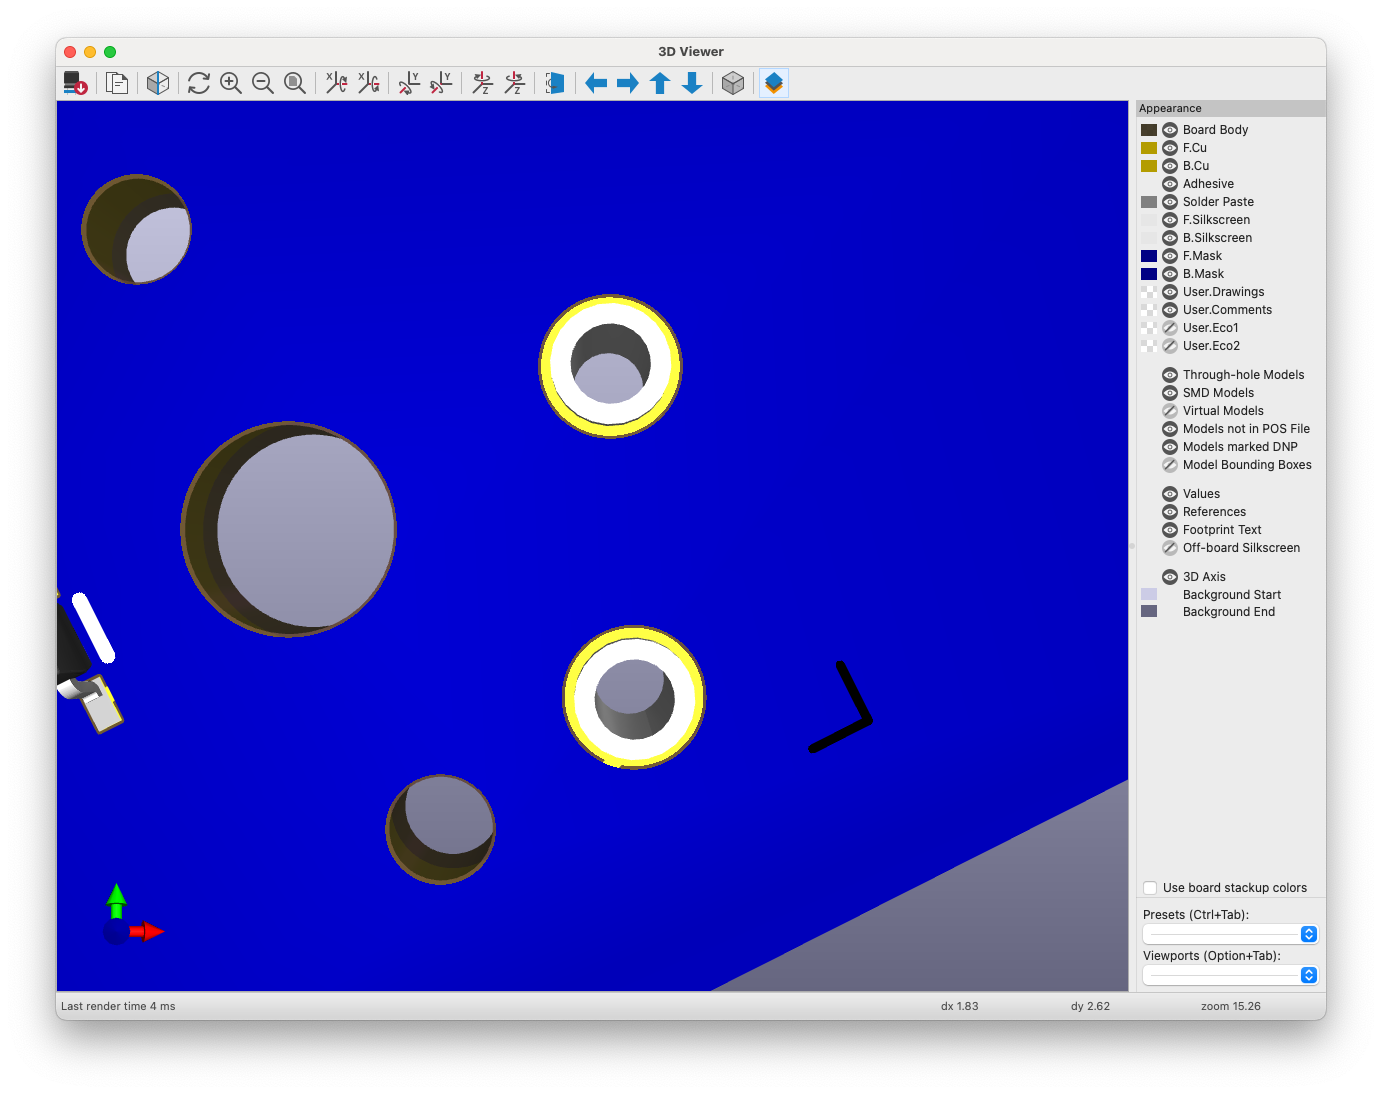 3D Viewer
Appearance
Board Body
F.Cu
B.Cu
Adhesive
Solder Paste
F.Silkscreen
B.Silkscreen
F.Mask
B.Mask
User.Drawings
User.Comments
User.Eco1
User.Eco2
Through-hole Models
SMD Models
Virtual Models
Models not in POS File
Models marked DNP
Model Bounding Boxes
Values
References
Footprint Text
Off-board Silkscreen
3D Axis
Background Start
Background End
Use board stackup colors
Presets (Ctrl+Tab):
Viewports (Option+Tab):
Last render time 4 ms
dx 1.83
dy 2.62
zoom 15.26